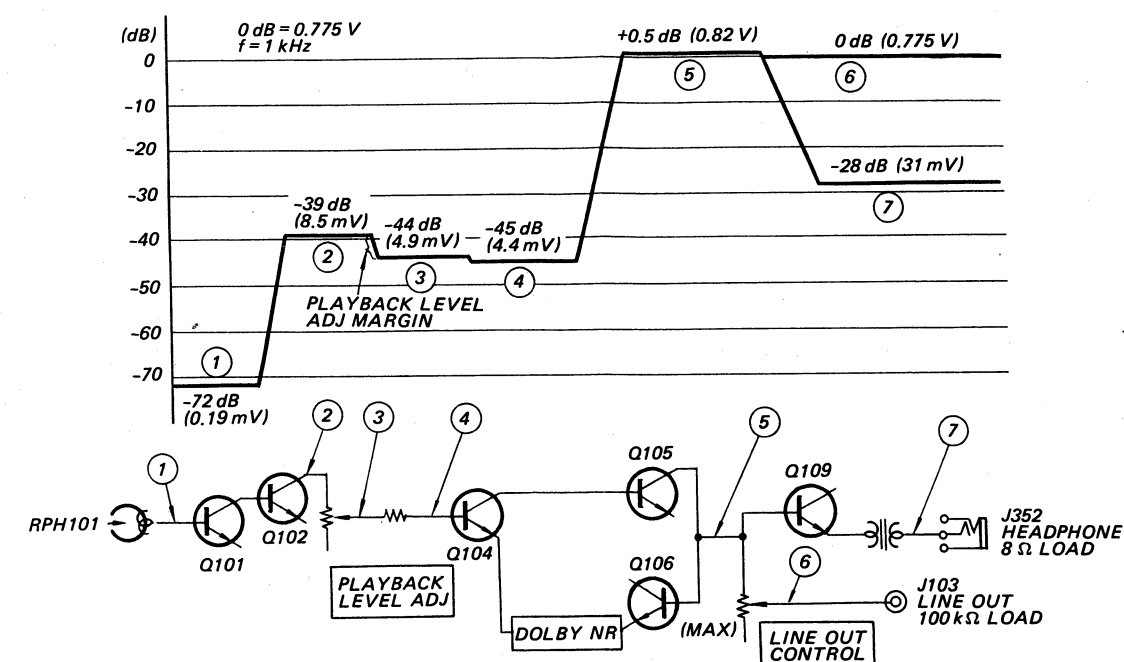 (dB)
0 dB = 0.775 V
f = 1 kHz
+0.5 dB (0.82 V)
0 dB (0.775 V)
0
5
6
-10
-20
-28 dB (31 mV)
-30
7
-39 dB
(8.5 mV)
-44 dB
(4.9 mV)
-45 dB
(4.4 mV)
-40
2
3
4
-50
PLAYBACK LEVEL
ADJ MARGIN
-60
1
-70
-72 dB
(0.19 mV)
2
3
4
5
7
1
Q105
Q109
RPH101
Q101
Q102
Q104
J352
HEADPHONE
8 Ω LOAD
Q106
6
PLAYBACK
LEVEL ADJ
J103
LINE OUT
100 kΩ LOAD
DOLBY NR
(MAX)
LINE OUT
CONTROL